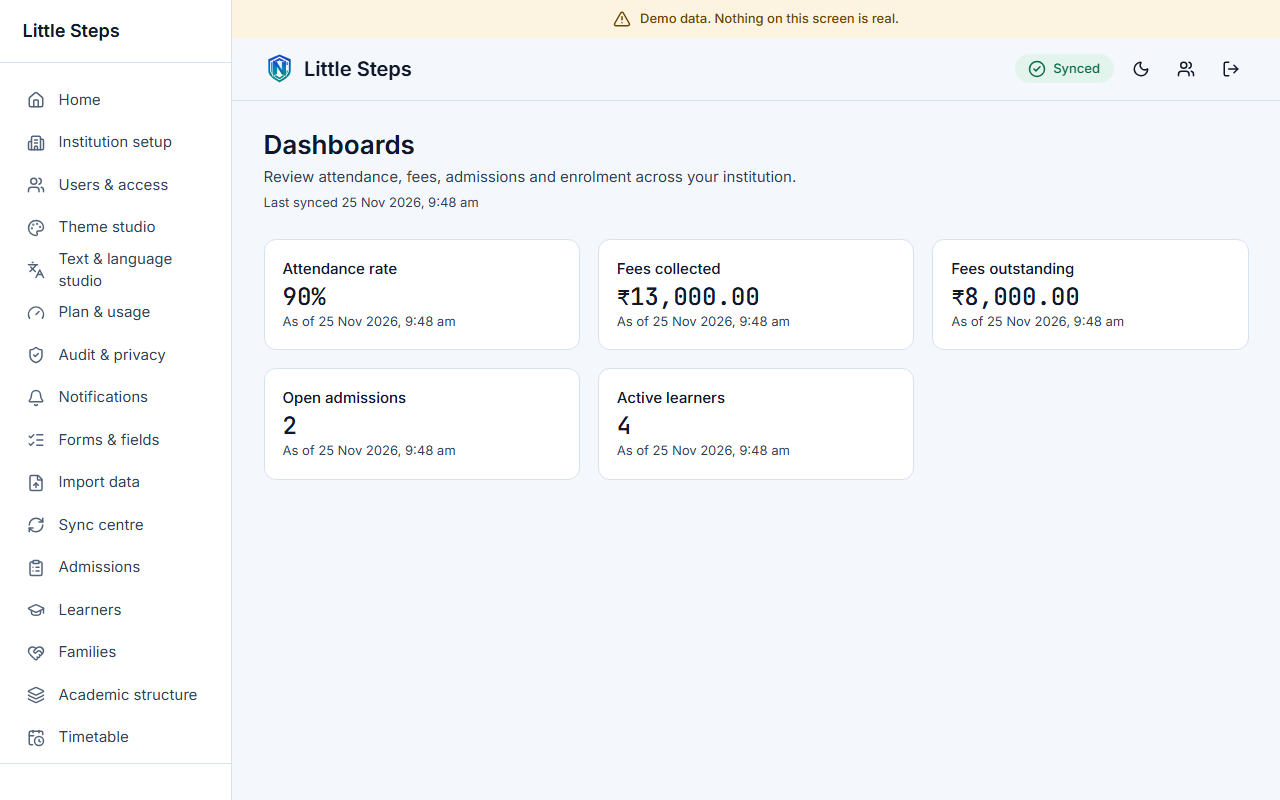 Little Steps
Home
Institution setup
Users & access
Theme studio
Text & language
studio
Plan & usage
Audit & privacy
Notifications
Forms & fields
Import data
Sync centre
Admissions
Learners
Families
Academic structure
Timetable
Demo data. Nothing on this screen is real.
Little Steps
Synced
Dashboards
Review attendance, fees, admissions and enrolment across your institution.
Last synced 25 Nov 2026, 9:48 am
Attendance rate
90%
As of 25 Nov 2026, 9:48 am
Fees collected
₹13,000.00
As of 25 Nov 2026, 9:48 am
Fees outstanding
₹8,000.00
As of 25 Nov 2026, 9:48 am
Open admissions
2
As of 25 Nov 2026, 9:48 am
Active learners
4
As of 25 Nov 2026, 9:48 am